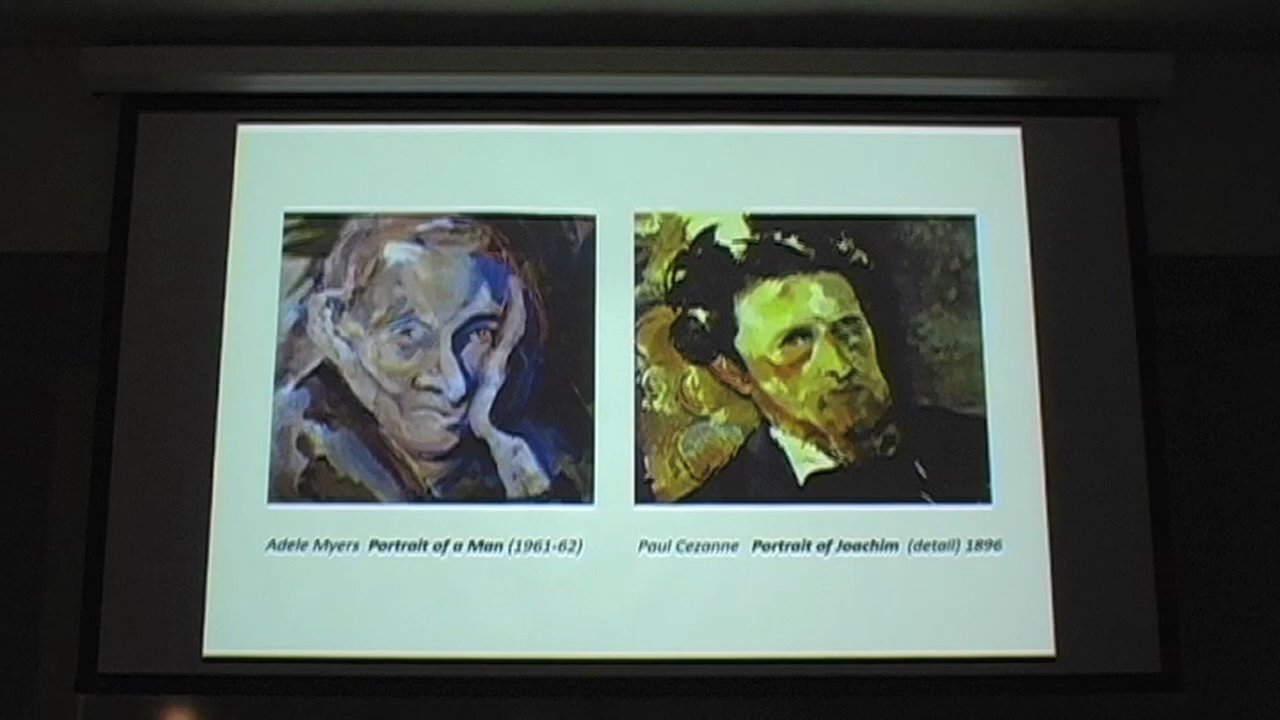 Adele Myers Portrait of a Man (1961-62)
Paul Cezanne Portrait of Joachim (detail) 1896